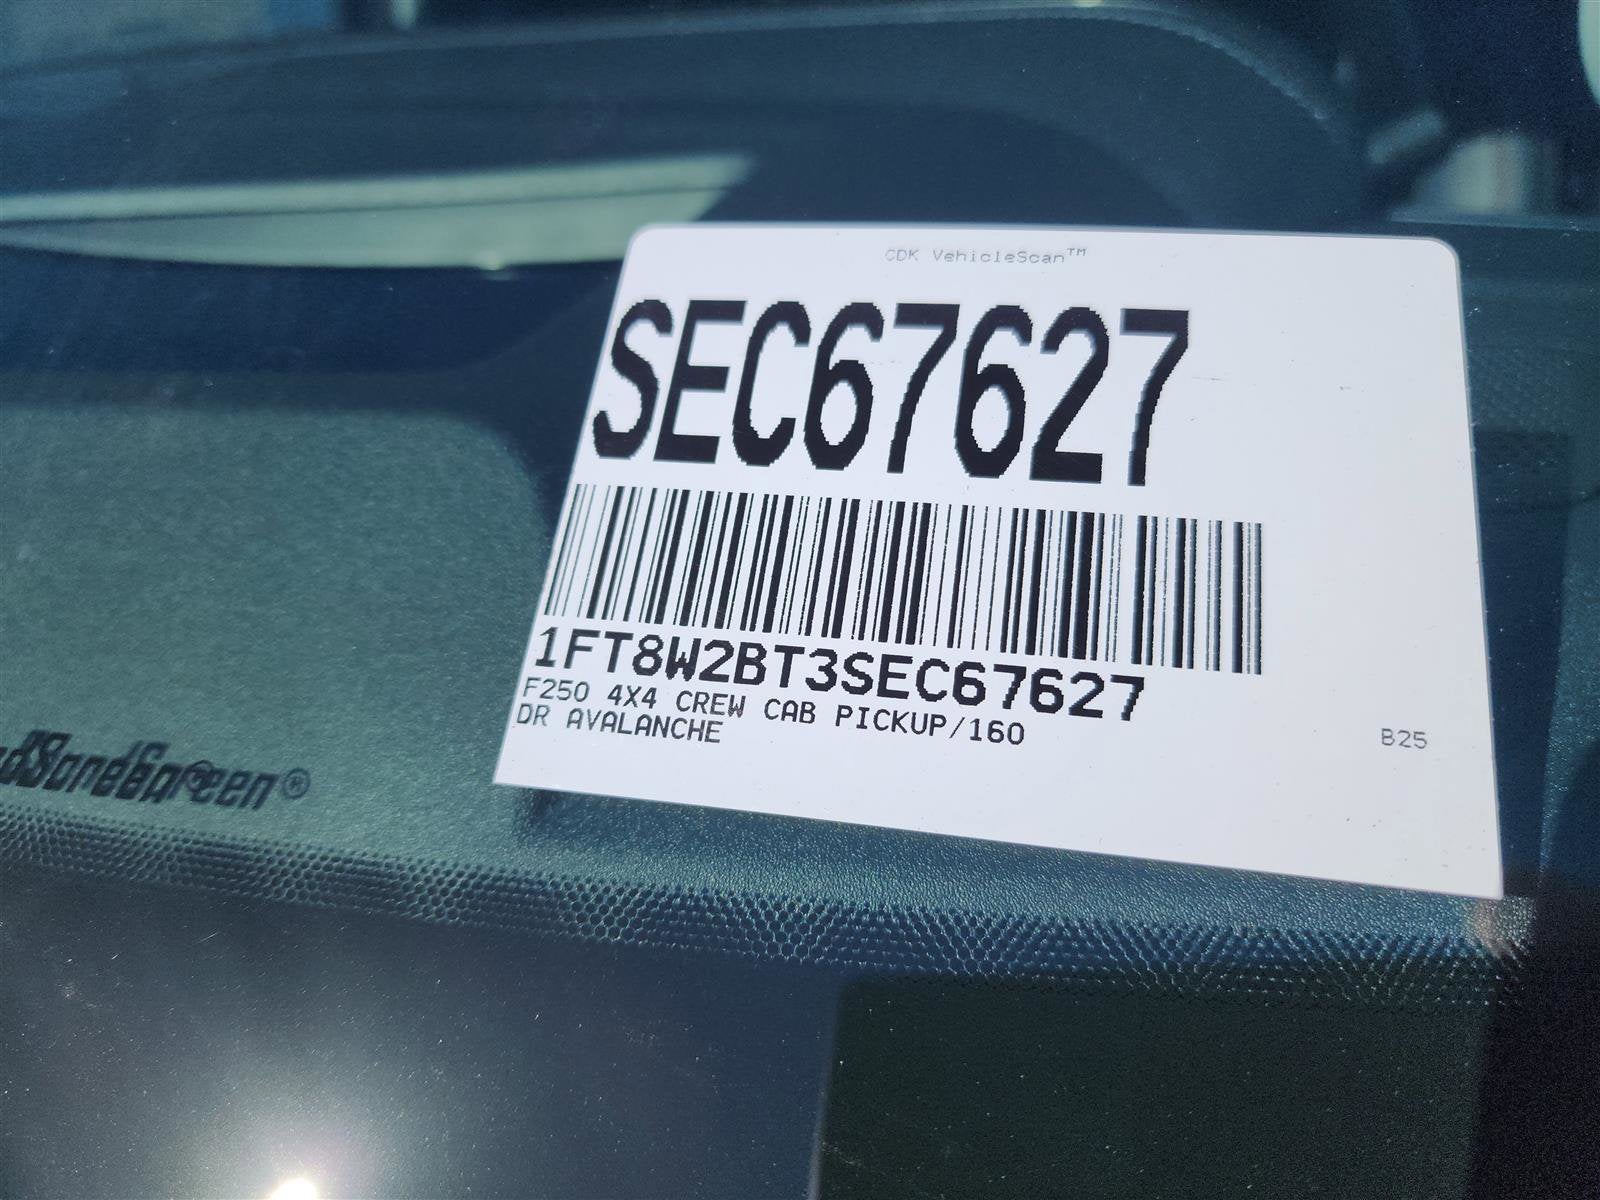 CDK VehicleScan™
SEC67627
1FT8W2BT3SEC67627
F250 4X4 CREW CAB PICKUP/160
DR AVALANCHE
B25